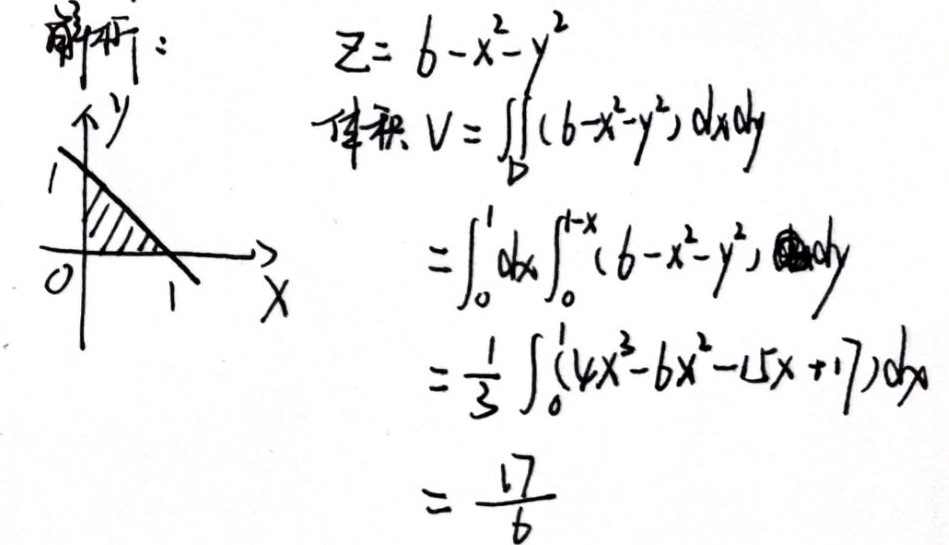 解析:
y
1
0
1
x
z = 6 - x² - y²
体积 V = ∬_D (6-x²-y²) dxdy
= ∫₀¹ dx ∫₀^{1-x} (6-x²-y²) dy
= 1/3 ∫₀¹ (4x³-6x²-15x+17) dx
= 17/6